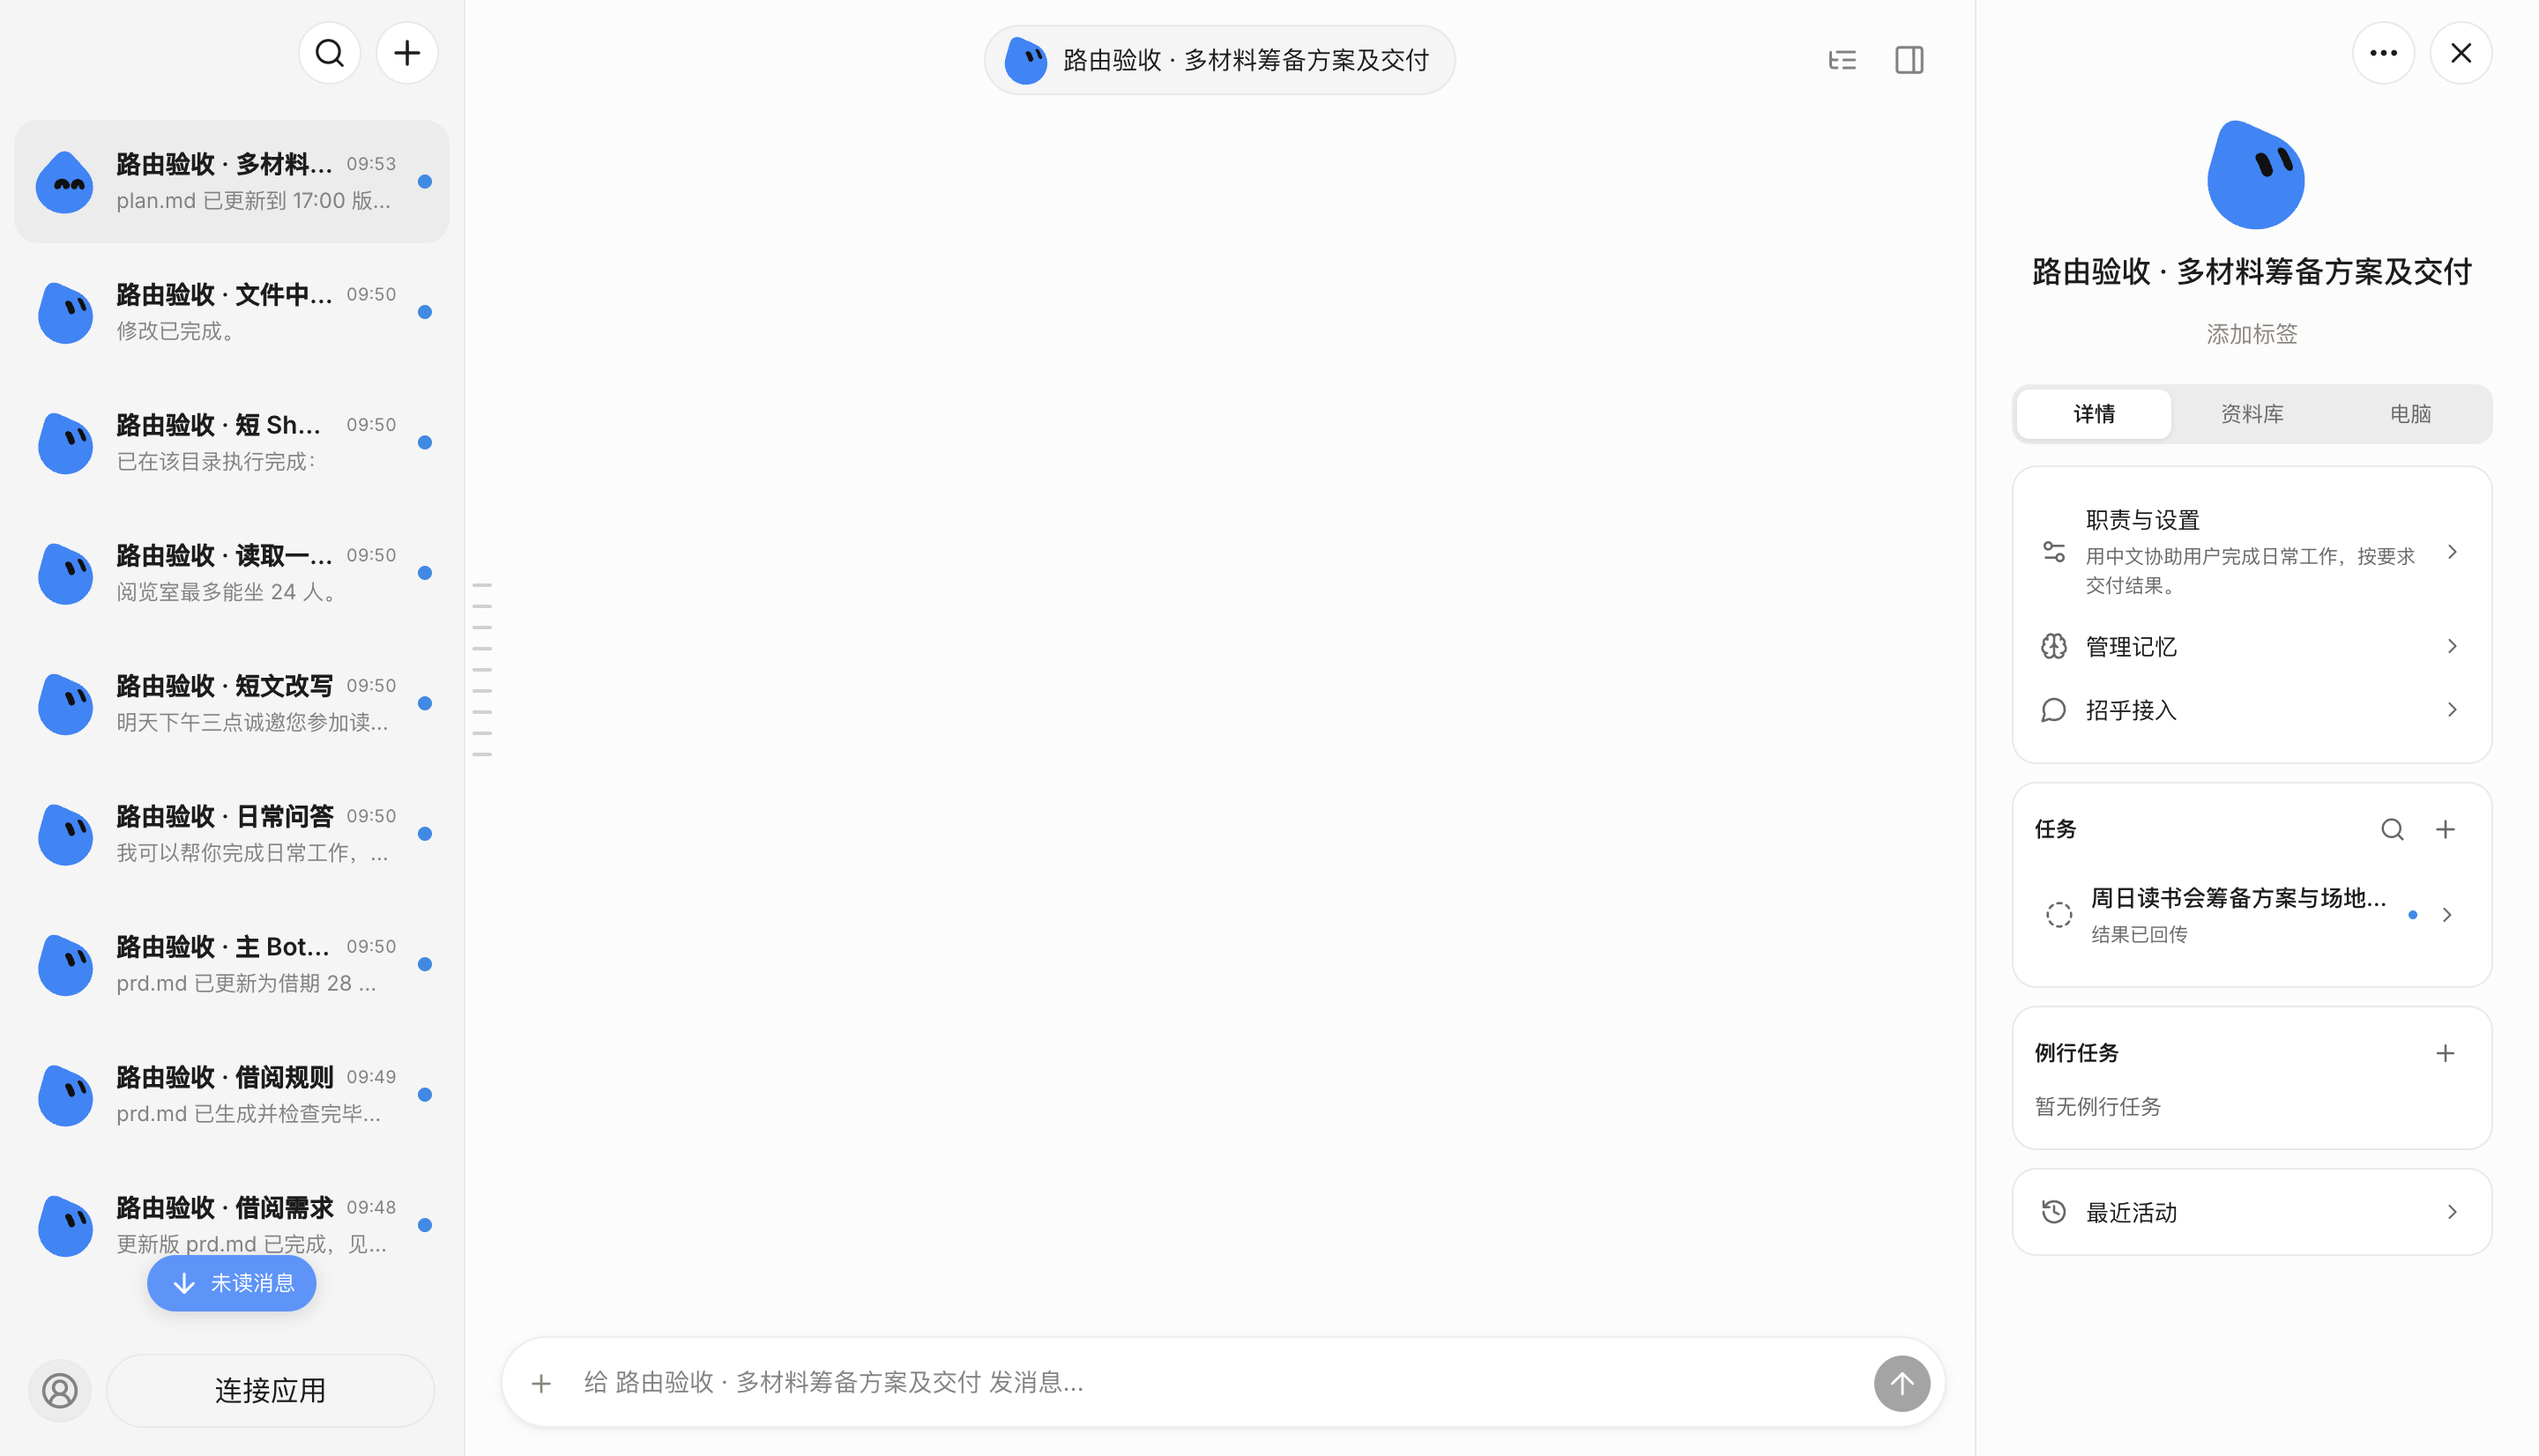 路由验收 · 多材料... 09:53
plan.md 已更新到 17:00 版...
路由验收 · 文件中... 09:50
修改已完成。
路由验收 · 短 Sh... 09:50
已在该目录执行完成：
路由验收 · 读取一... 09:50
阅览室最多能坐 24 人。
路由验收 · 短文改写 09:50
明天下午三点诚邀您参加读...
路由验收 · 日常问答 09:50
我可以帮你完成日常工作，...
路由验收 · 主 Bot... 09:50
prd.md 已更新为借期 28 ...
路由验收 · 借阅规则 09:49
prd.md 已生成并检查完毕...
路由验收 · 借阅需求 09:48
更新版 prd.md 已完成，见...
未读消息
连接应用
路由验收 · 多材料筹备方案及交付
给 路由验收 · 多材料筹备方案及交付 发消息...
路由验收 · 多材料筹备方案及交付
添加标签
详情 资料库 电脑
职责与设置
用中文协助用户完成日常工作，按要求
交付结果。
管理记忆
招乎接入
任务
周日读书会筹备方案与场地...
结果已回传
例行任务
暂无例行任务
最近活动